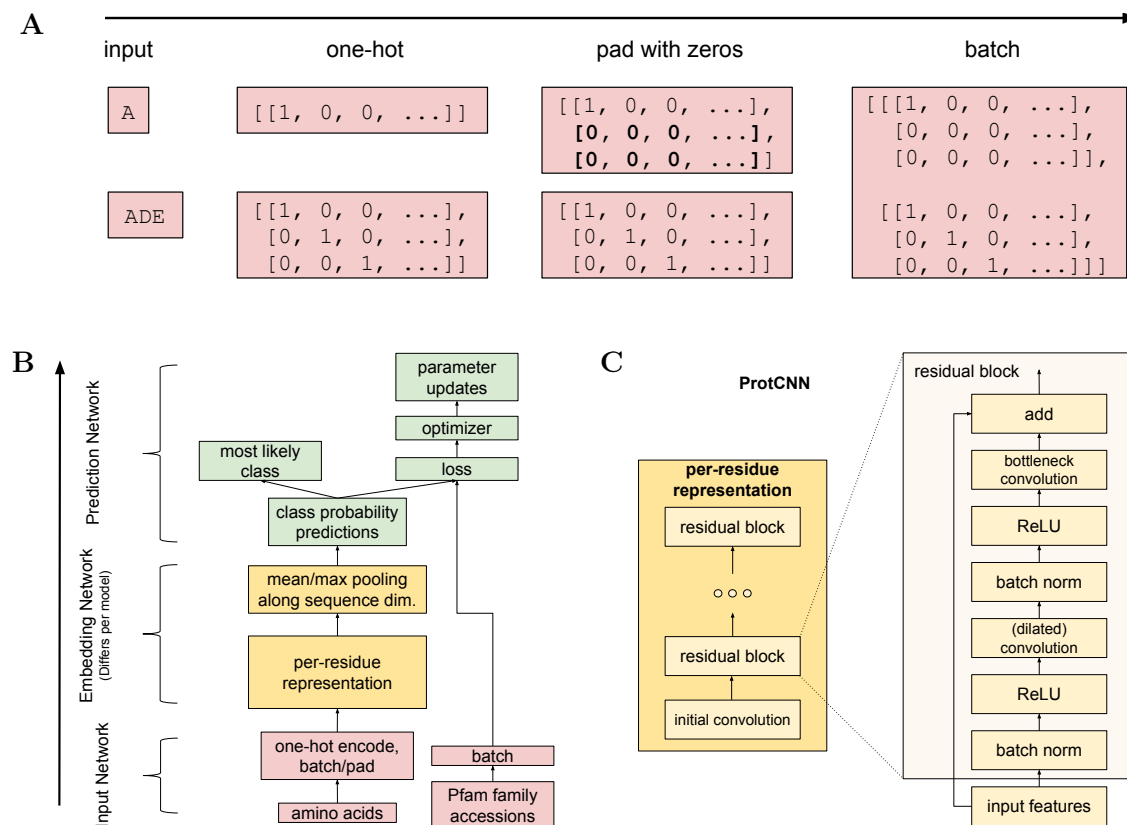 A
input
one-hot
pad with zeros
batch
A
[[1, 0, 0, ...]]
[[1, 0, 0, ...],
[0, 0, 0, ...],
[0, 0, 0, ...]]
[[[1, 0, 0, ...],
[0, 0, 0, ...],
[0, 0, 0, ...]],
ADE
[[1, 0, 0, ...],
[0, 1, 0, ...],
[0, 0, 1, ...]]
[[1, 0, 0, ...],
[0, 1, 0, ...],
[0, 0, 1, ...]]
[[1, 0, 0, ...],
[0, 1, 0, ...],
[0, 0, 1, ...]]]
B
Prediction Network
Embedding Network
(Differs per model)
Input Network
parameter
updates
optimizer
most likely
class
loss
class probability
predictions
mean/max pooling
along sequence dim.
per-residue
representation
one-hot encode,
batch/pad
batch
amino acids
Pfam family
accessions
C
ProtCNN
per-residue
representation
residual block
residual block
initial convolution
residual block
add
bottleneck
convolution
ReLU
batch norm
(dilated)
convolution
ReLU
batch norm
input features